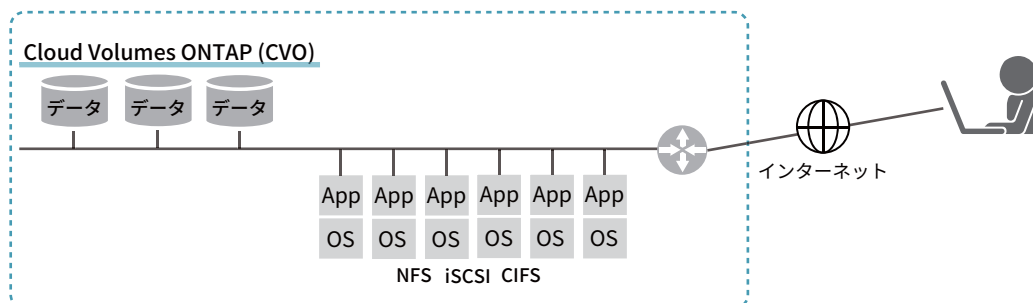 Cloud Volumes ONTAP (CVO)
データ データ データ
インターネット
App App App App App App
OS OS OS OS OS OS
NFS iSCSI CIFS